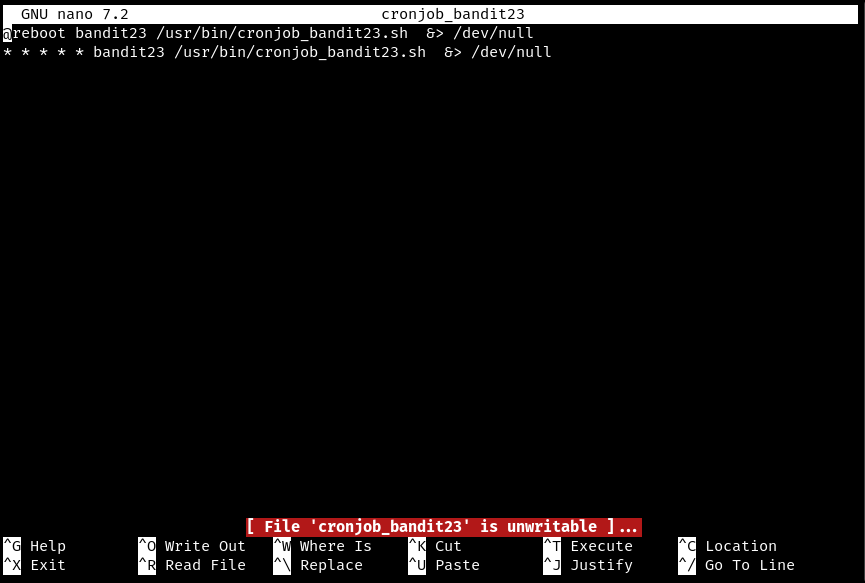 GNU nano 7.2 cronjob_bandit23
@reboot bandit23 /usr/bin/cronjob_bandit23.sh  &> /dev/null
* * * * * bandit23 /usr/bin/cronjob_bandit23.sh  &> /dev/null
[ File 'cronjob_bandit23' is unwritable ]...
^G Help ^O Write Out ^W Where Is ^K Cut ^T Execute ^C Location
^X Exit ^R Read File ^\ Replace ^U Paste ^J Justify ^/ Go To Line